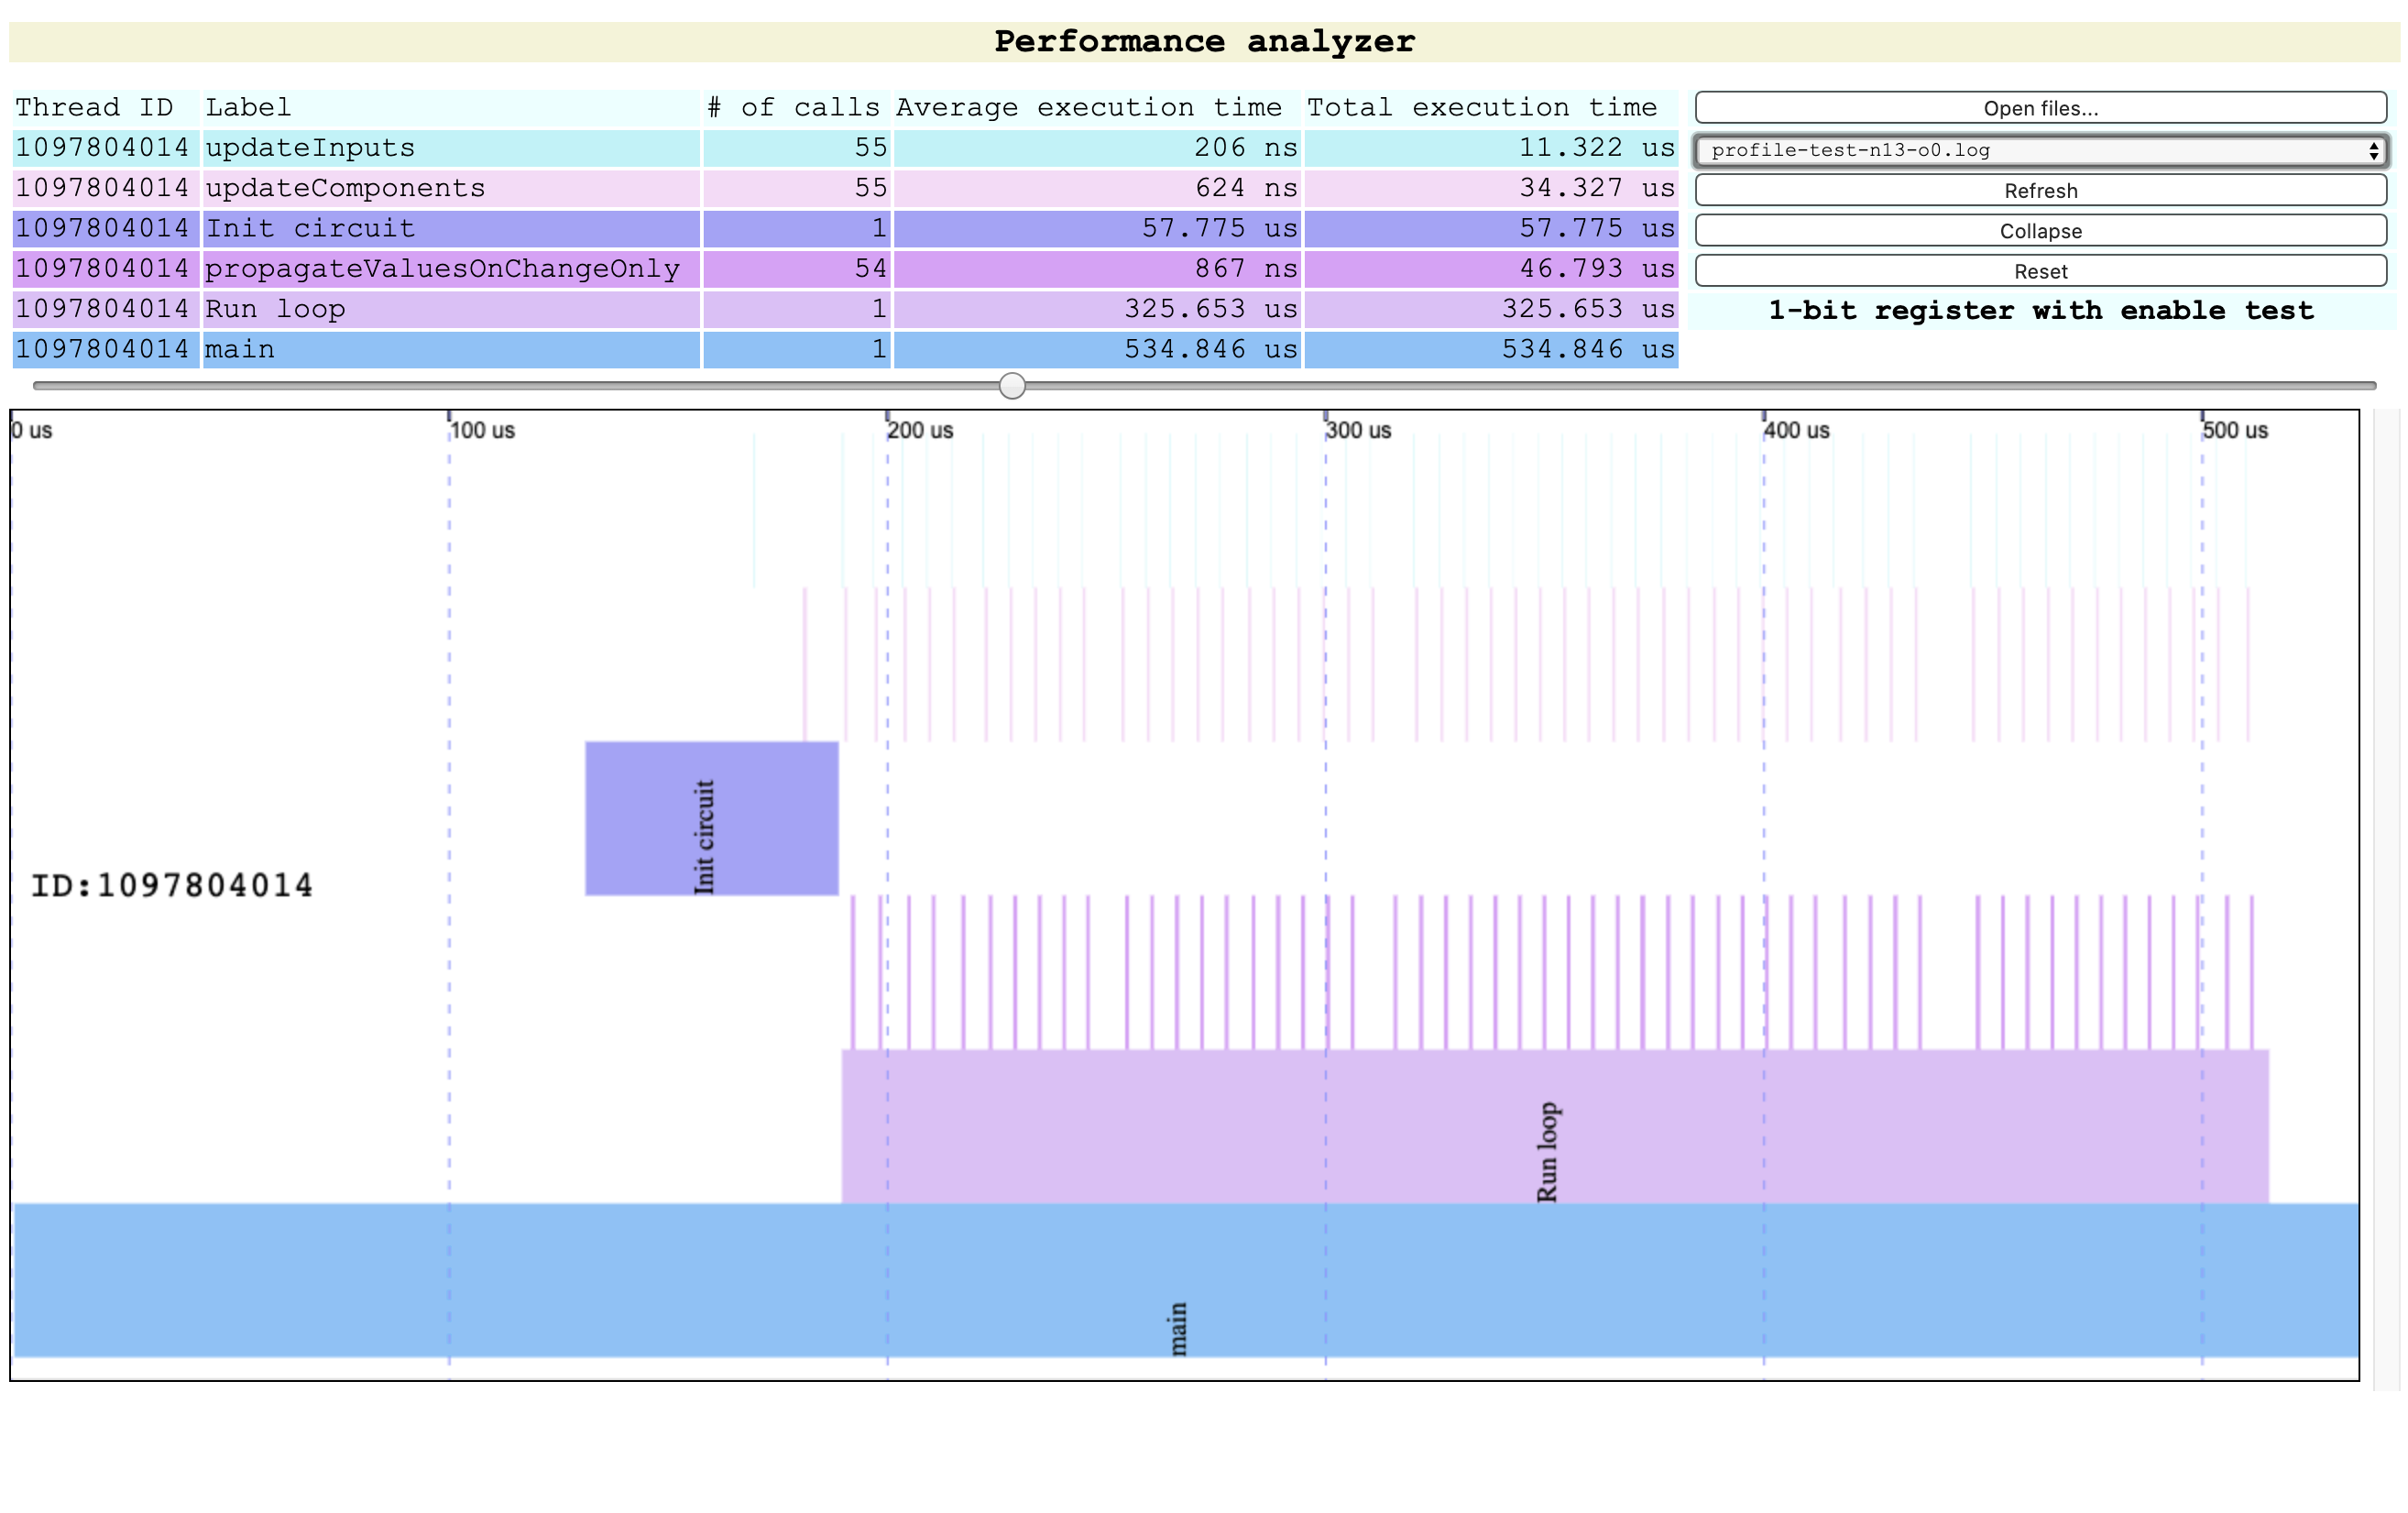 Performance analyzer
Thread ID Label # of calls Average execution time Total execution time Open files...
1097804014 updateInputs 55 206 ns 11.322 us profile-test-n13-o0.log
1097804014 updateComponents 55 624 ns 34.327 us Refresh
1097804014 Init circuit 1 57.775 us 57.775 us Collapse
1097804014 propagateValuesOnChangeOnly 54 867 ns 46.793 us Reset
1097804014 Run loop 1 325.653 us 325.653 us 1-bit register with enable test
1097804014 main 1 534.846 us 534.846 us
0 us 100 us 200 us 300 us 400 us 500 us
Init circuit
ID:1097804014
Run loop
main